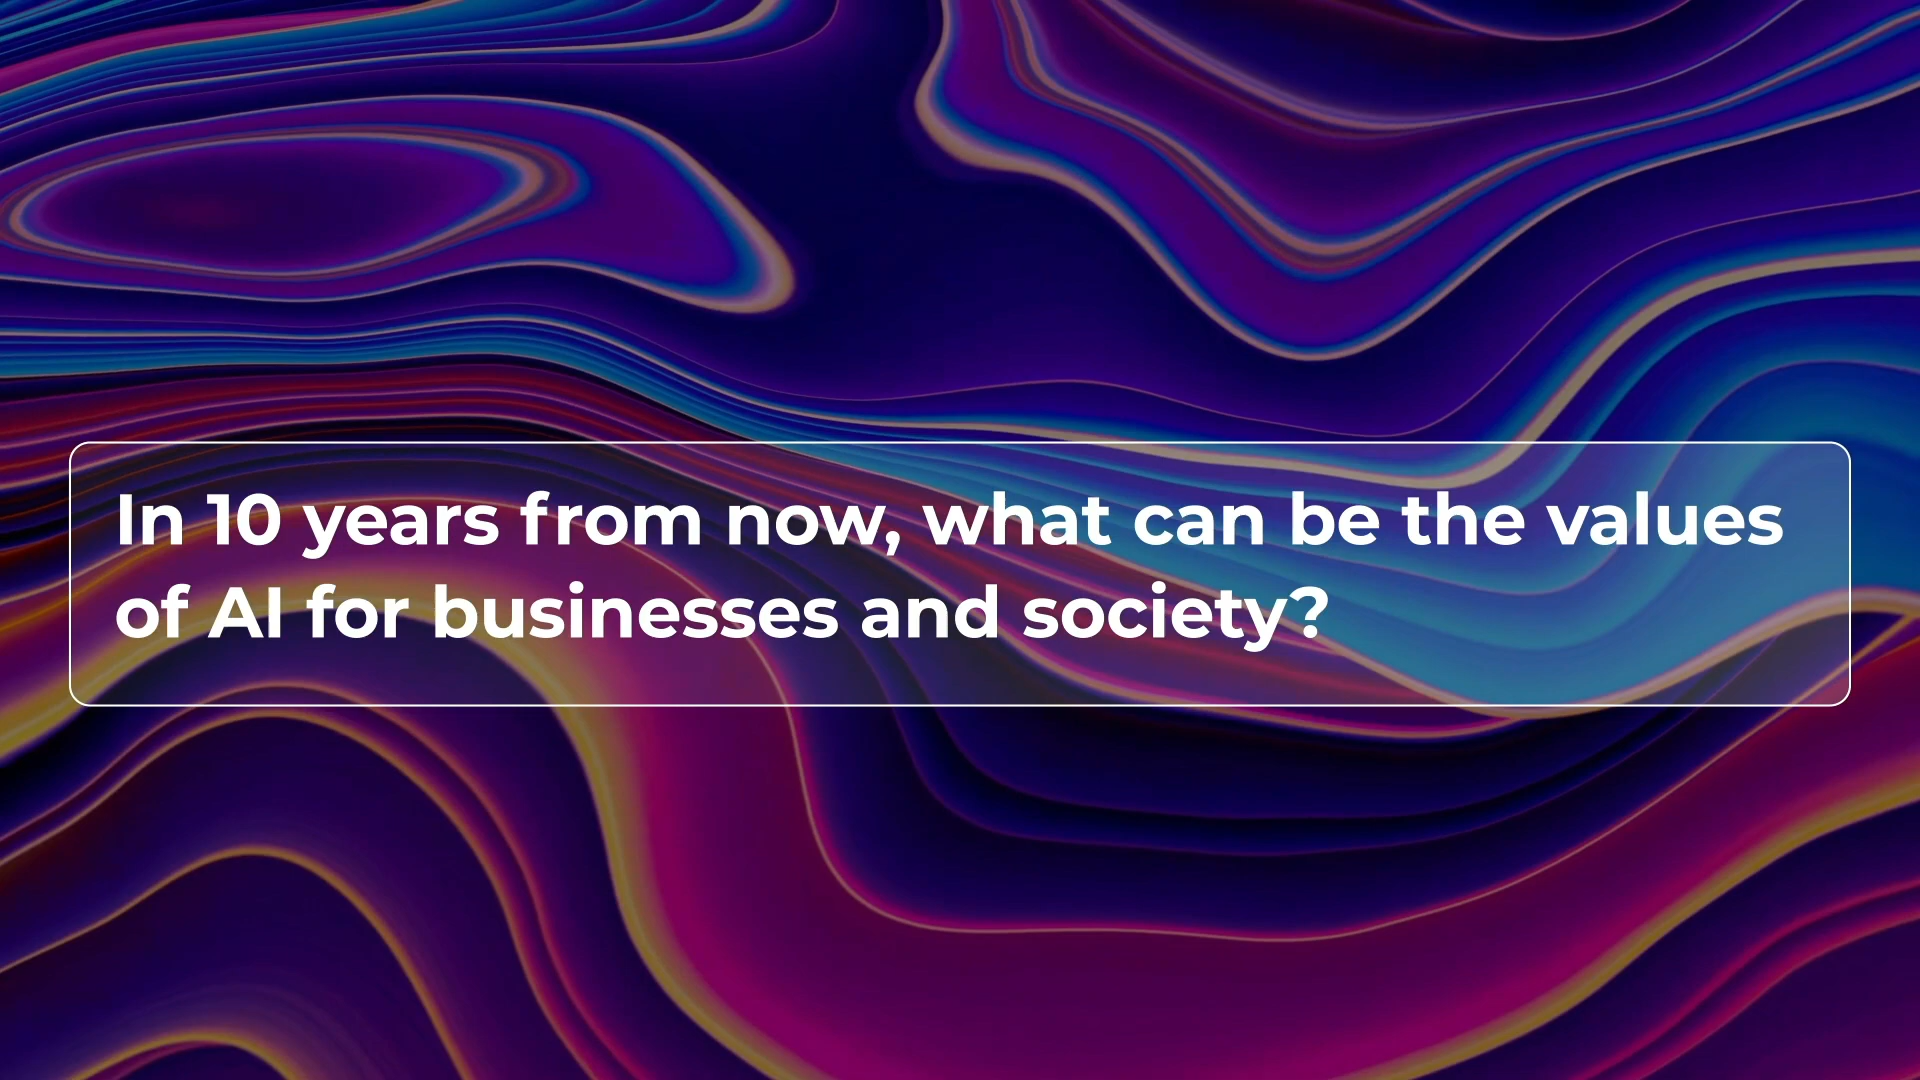 In 10 years from now, what can be the values
of AI for businesses and society?